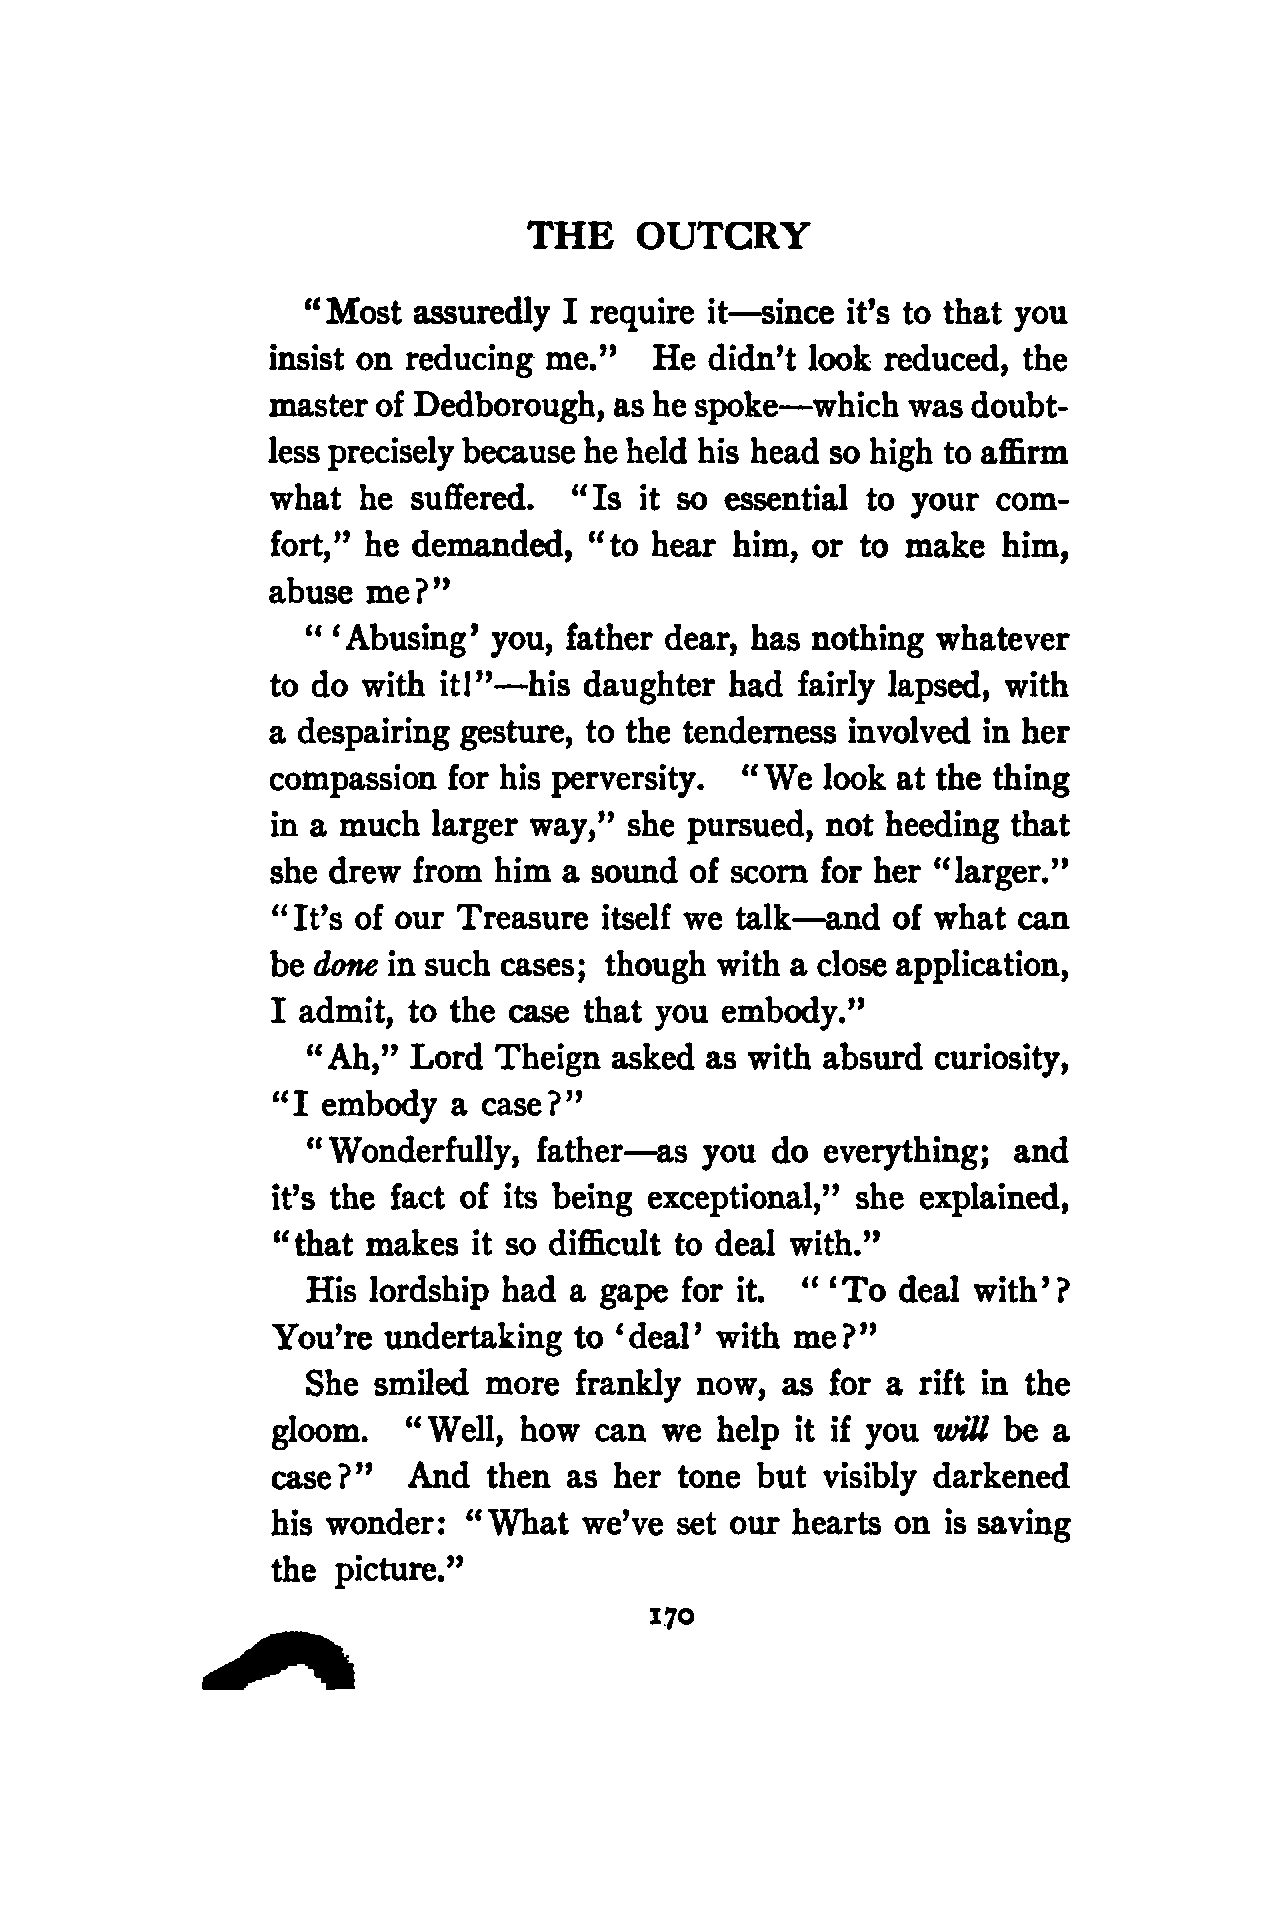 THE OUTCRY
“Most assuredly I require it—since it’s to that you
insist on reducing me.” He didn’t look reduced, the
master of Dedborough, as he spoke—which was doubt-
less precisely because he held his head so high to affirm
what he suffered. “Is it so essential to your com-
fort,” he demanded, “to hear him, or to make him,
abuse me?”
“ ‘Abusing’ you, father dear, has nothing whatever
to do with it!”—his daughter had fairly lapsed, with
a despairing gesture, to the tenderness involved in her
compassion for his perversity. “We look at the thing
in a much larger way,” she pursued, not heeding that
she drew from him a sound of scorn for her “larger.”
“It’s of our Treasure itself we talk—and of what can
be done in such cases; though with a close application,
I admit, to the case that you embody.”
“Ah,” Lord Theign asked as with absurd curiosity,
“I embody a case?”
“Wonderfully, father—as you do everything; and
it’s the fact of its being exceptional,” she explained,
“that makes it so difficult to deal with.”
His lordship had a gape for it. “ ‘To deal with’?
You’re undertaking to ‘deal’ with me?”
She smiled more frankly now, as for a rift in the
gloom. “Well, how can we help it if you will be a
case?” And then as her tone but visibly darkened
his wonder: “What we’ve set our hearts on is saving
the picture.”
170